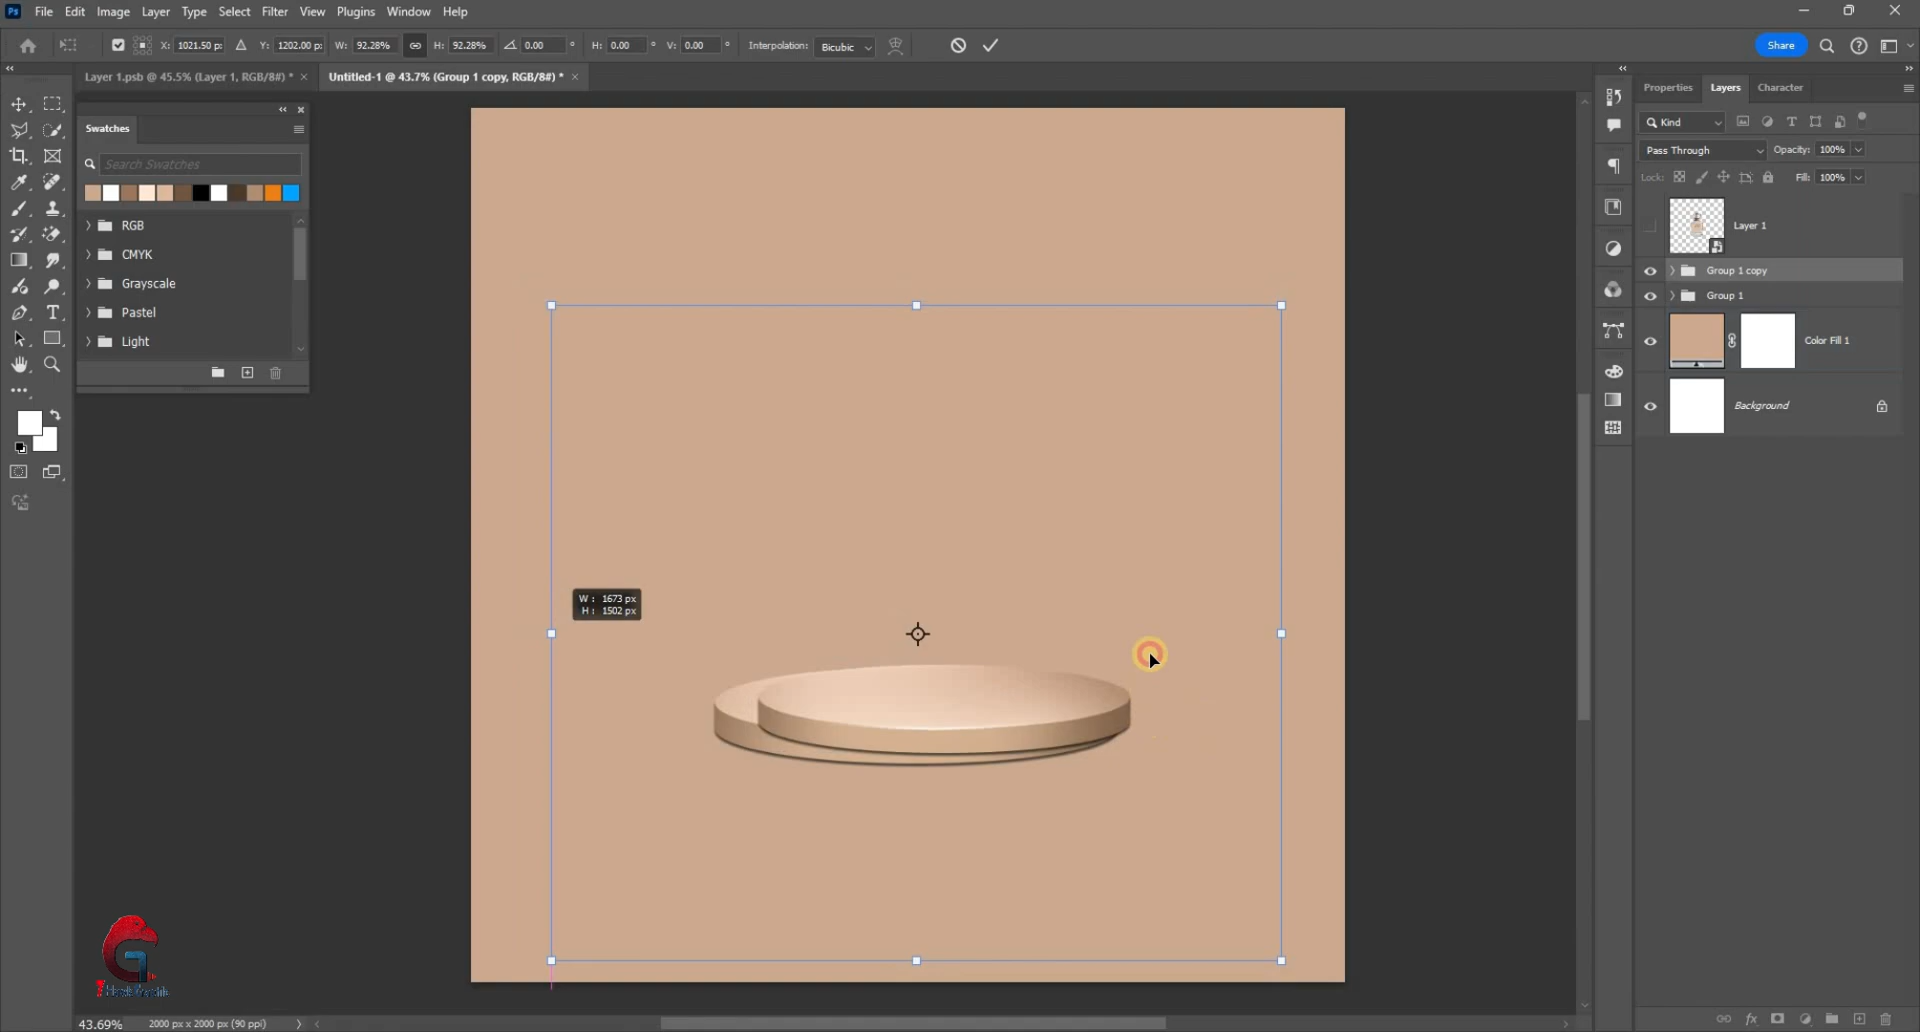 Ps File Edit Image Layer Type Select Filter View Plugins Window Help
X: 1021.50 p: Y: 1202.00 p: W: 92.28% H: 92.28% 0.00 ° H: 0.00 ° V: 0.00 ° Interpolation: Bicubic Share
Layer 1.psb @ 45.5% (Layer 1, RGB/8#) * × Untitled-1 @ 43.7% (Group 1 copy, RGB/8#) * ×
Properties Layers Character
Swatches
Kind
Search Swatches
Pass Through Opacity: 100%
Lock: Fill: 100%
RGB
CMYK
Grayscale
Pastel
Light
Layer 1
Group 1 copy
Group 1
Color Fill 1
Background
W : 1673 px
H : 1502 px
G
43.69% 2000 px x 2000 px (90 ppi)